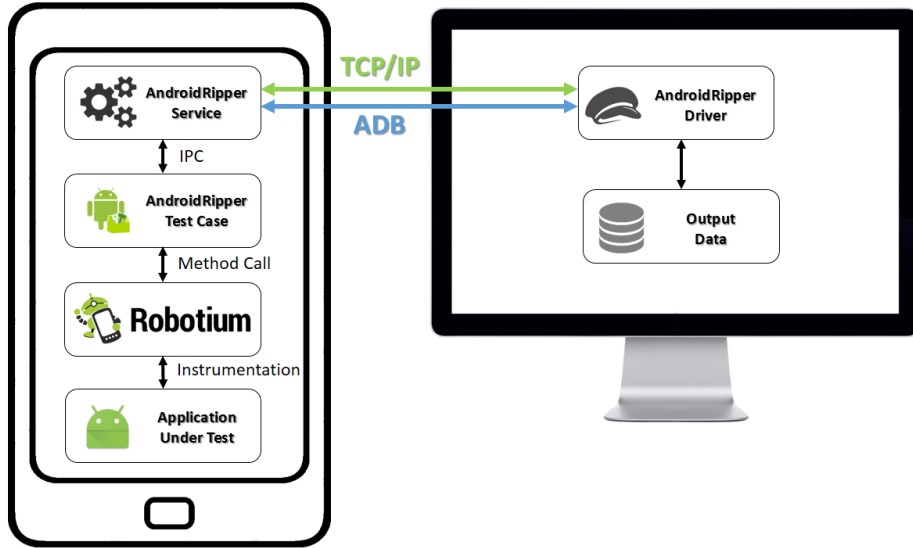 TCP/IP
ADB
AndroidRipper
Service
IPC
AndroidRipper
Test Case
Method Call
Robotium
Instrumentation
Application
Under Test
AndroidRipper
Driver
Output
Data